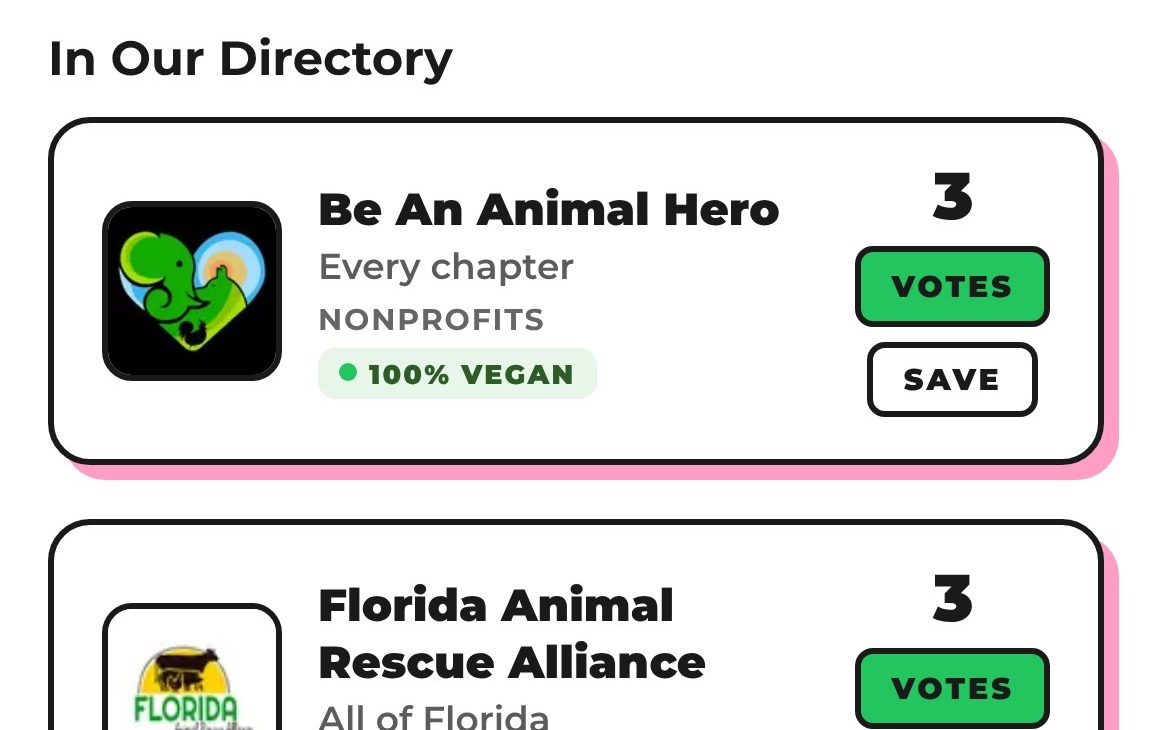 In Our Directory
Be An Animal Hero
Every chapter
NONPROFITS
100% VEGAN
3
VOTES
SAVE
Florida Animal
Rescue Alliance
All of Florida
3
VOTES
FLORIDA